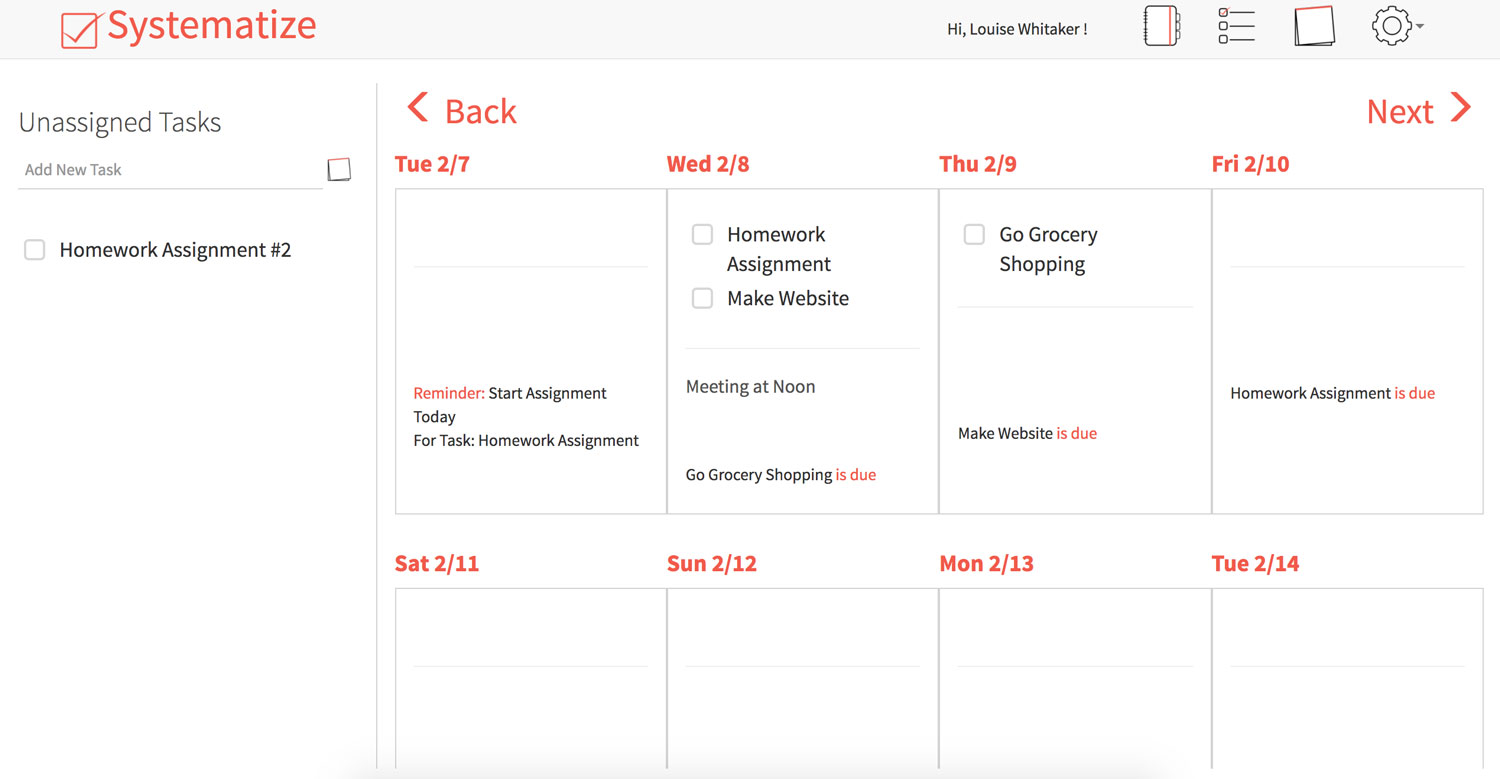 Systematize
Hi, Louise Whitaker !
Unassigned Tasks
Add New Task
Homework Assignment #2
Back
Next
Tue 2/7
Reminder: Start Assignment
Today
For Task: Homework Assignment
Wed 2/8
Homework
Assignment
Make Website
Meeting at Noon
Go Grocery Shopping is due
Thu 2/9
Go Grocery
Shopping
Make Website is due
Fri 2/10
Homework Assignment is due
Sat 2/11
Sun 2/12
Mon 2/13
Tue 2/14